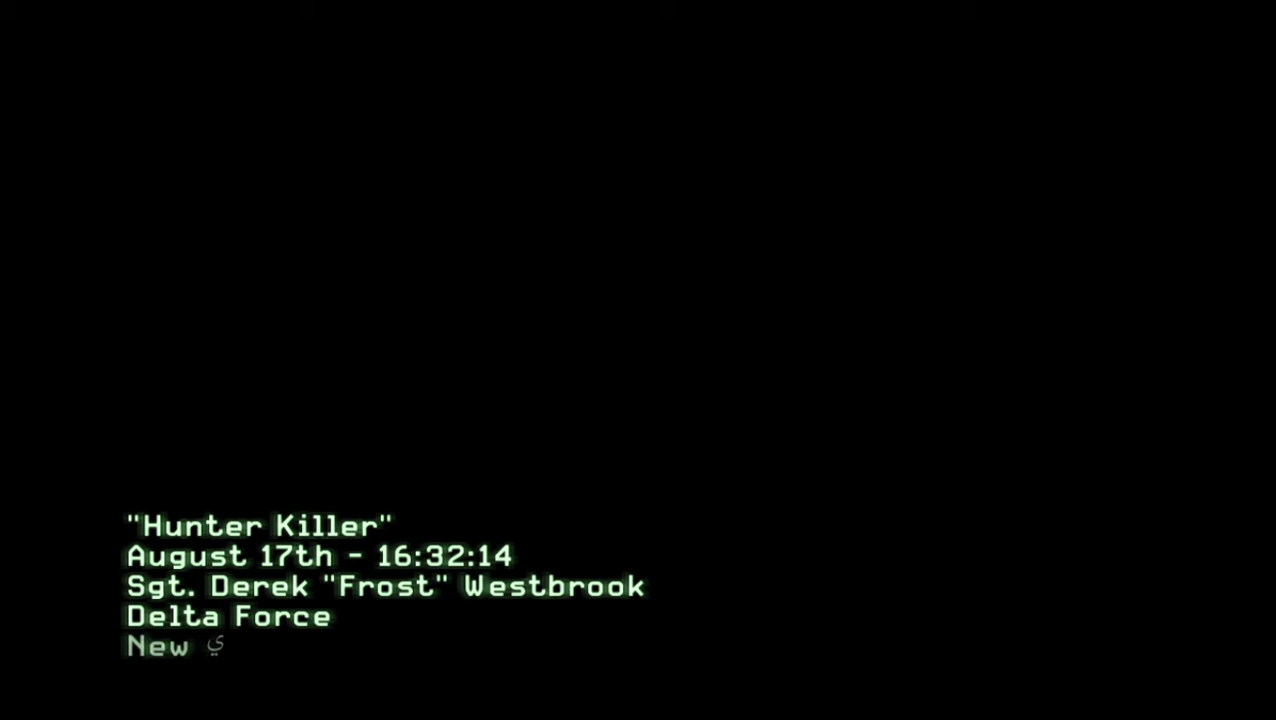 "Hunter Killer"
August 17th - 16:32:14
Sgt. Derek "Frost" Westbrook
Delta Force
New ي